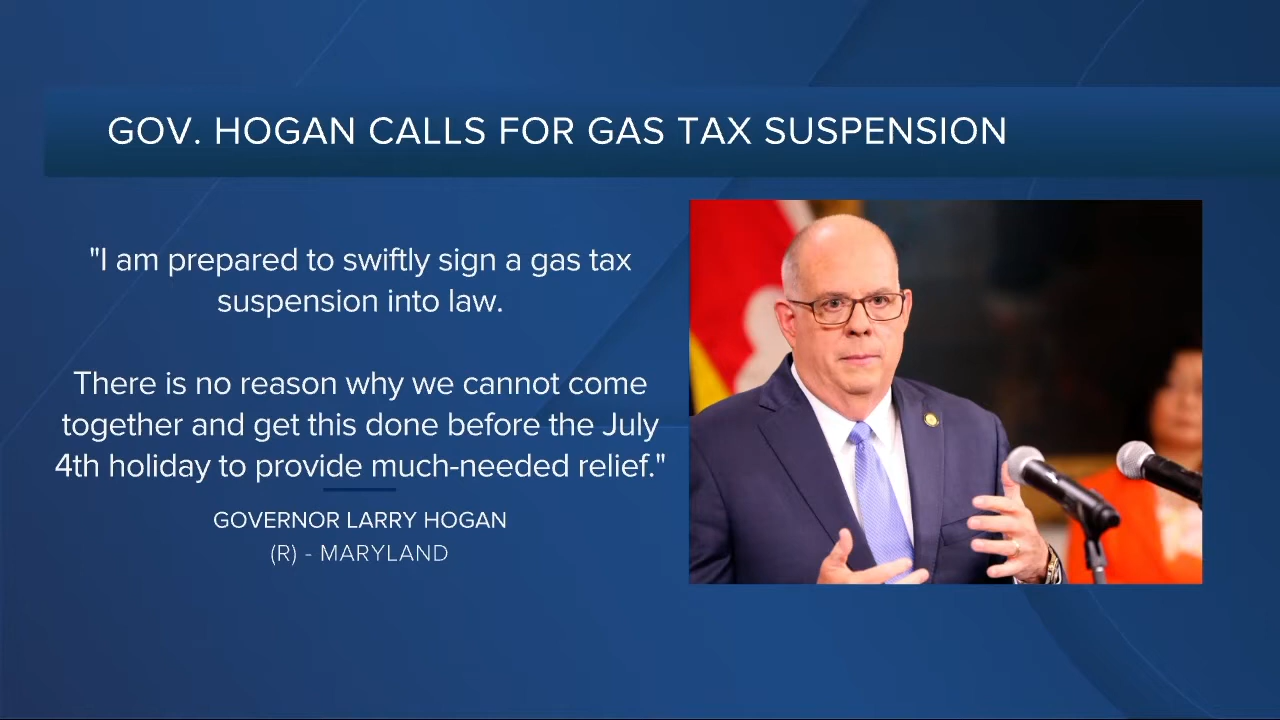 GOV. HOGAN CALLS FOR GAS TAX SUSPENSION
"I am prepared to swiftly sign a gas tax
suspension into law.
There is no reason why we cannot come
together and get this done before the July
4th holiday to provide much-needed relief."
GOVERNOR LARRY HOGAN
(R) - MARYLAND